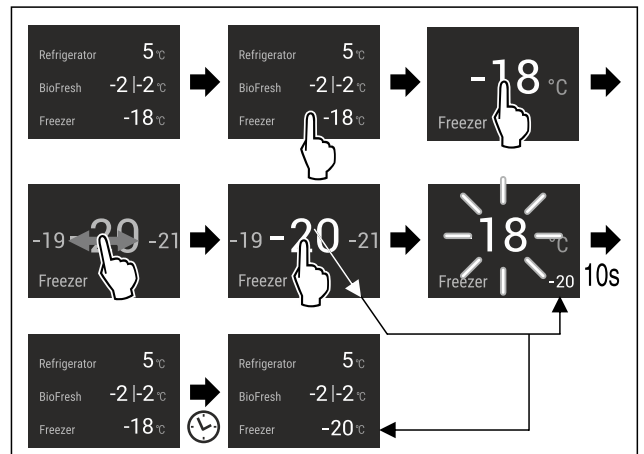 Refrigerator 5 °C
BioFresh -2 | -2 °C
Freezer -18 °C
Refrigerator 5 °C
BioFresh -2 | -2 °C
Freezer -18 °C
-18 °C
Freezer
-19 -20 -21
Freezer
-19 -20 -21
Freezer
-18 °C
Freezer -20
10s
Refrigerator 5 °C
BioFresh -2 | -2 °C
Freezer -18 °C
Refrigerator 5 °C
BioFresh -2 | -2 °C
Freezer -20 °C